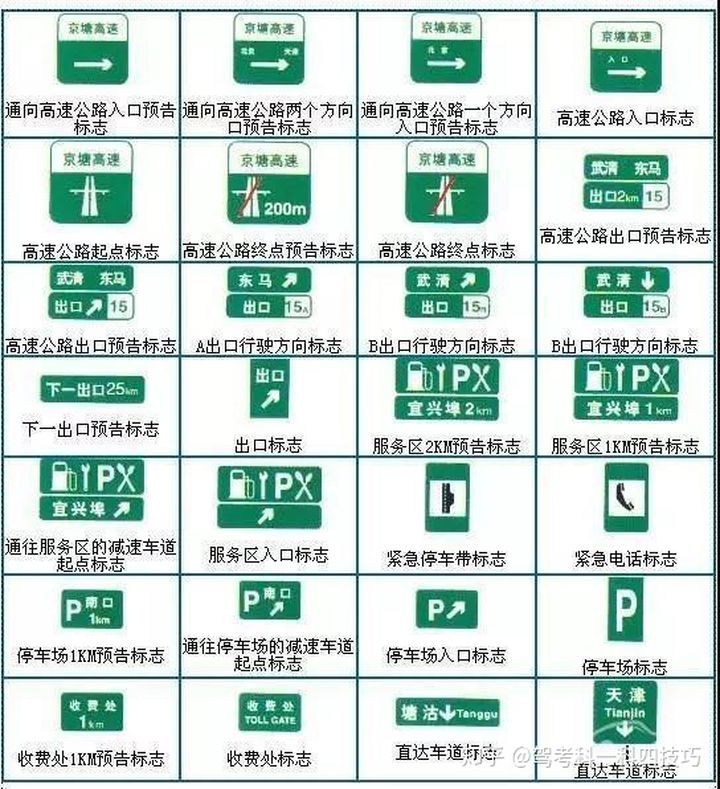 京塘高速
京塘高速
北京 天津
京塘高速
北京
京塘高速
入口
通向高速公路入口预告
标志
通向高速公路两个方向
口预告标志
通向高速公路一个方向
入口预告标志
高速公路入口标志
京塘高速
京塘高速
200m
京塘高速
武清 东马
出口2km 15
高速公路起点标志
高速公路终点预告标志
高速公路终点标志
高速公路出口预告标志
武清 东马
出口 15
东马
出口 15A
武清
出口 15B
武清
出口 15B
高速公路出口预告标志
A出口行驶方向标志
B出口行驶方向标志
B出口行驶方向标志
下一出口25km
出口
P
宜兴埠 2km
P
宜兴埠 1km
下一出口预告标志
出口标志
服务区2KM预告标志
服务区1KM预告标志
P
宜兴埠
P
通往服务区的减速车道
起点标志
服务区入口标志
紧急停车带标志
紧急电话标志
P 南口
1km
P 南口
P
P
停车场1KM预告标志
通往停车场的减速车道
起点标志
停车场入口标志
停车场标志
收费处
1km
收费处
TOLL GATE
塘沽 Tanggu
天津
Tianjin
收费处1KM预告标志
收费处标志
直达车道标志
直达车道标志
知乎 @驾考科一科四技巧